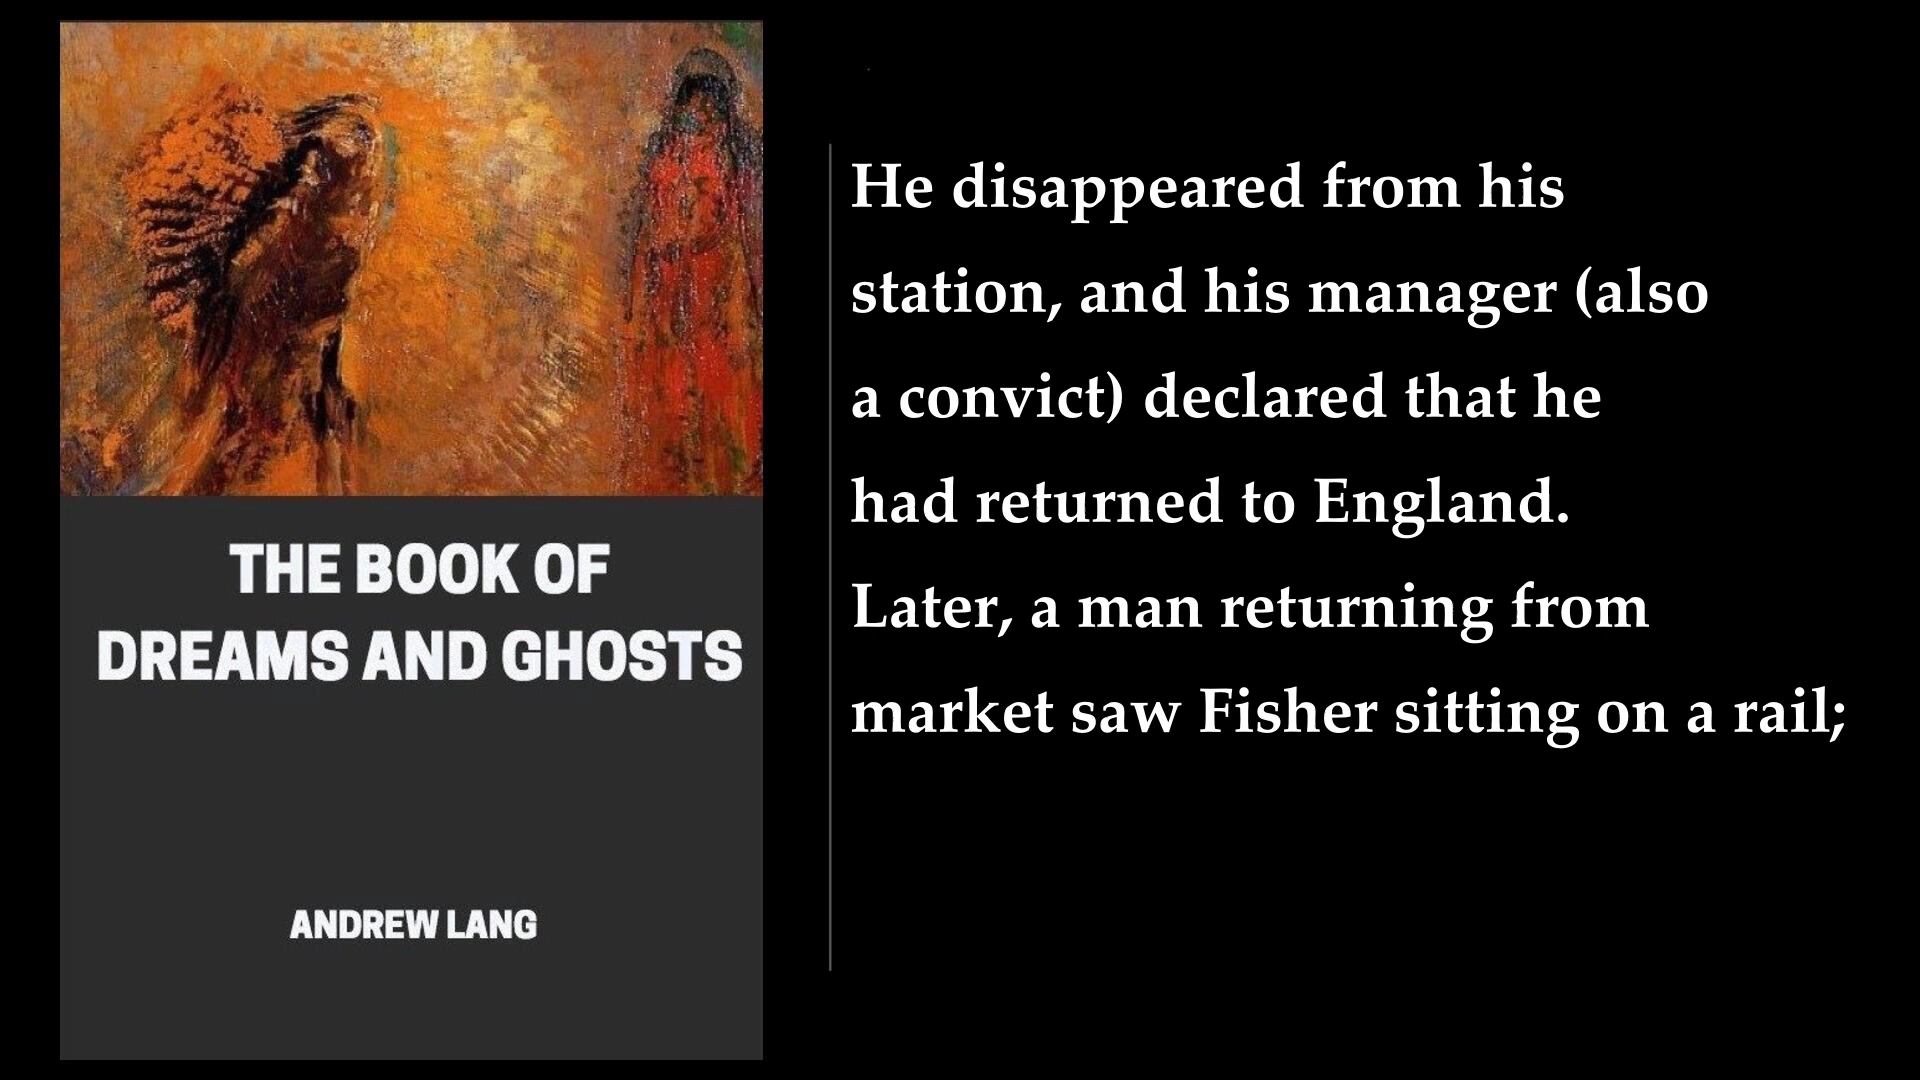 THE BOOK OF
DREAMS AND GHOSTS
ANDREW LANG
He disappeared from his
station, and his manager (also
a convict) declared that he
had returned to England.
Later, a man returning from
market saw Fisher sitting on a rail;